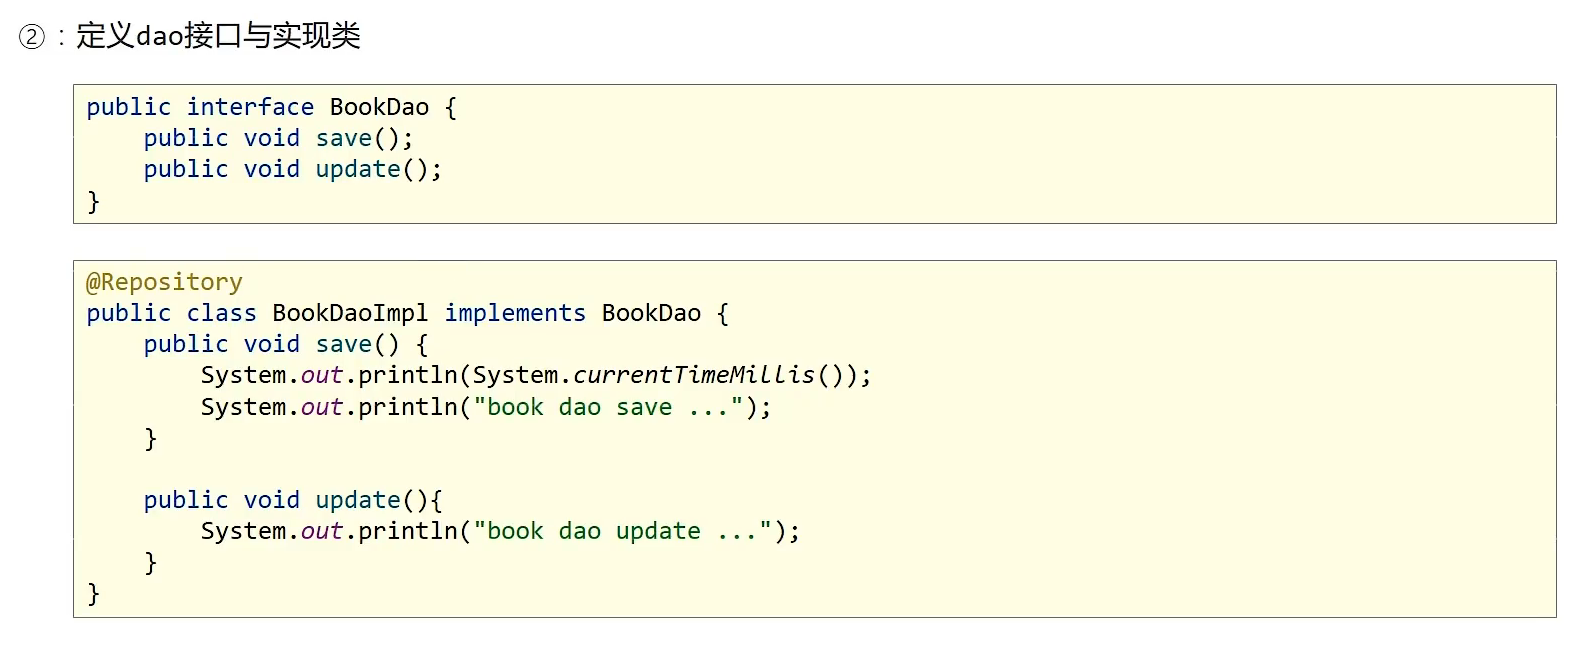 ②：定义dao接口与实现类
public interface BookDao {
    public void save();
    public void update();
}
@Repository
public class BookDaoImpl implements BookDao {
    public void save() {
        System.out.println(System.currentTimeMillis());
        System.out.println("book dao save ...");
    }
    public void update(){
        System.out.println("book dao update ...");
    }
}